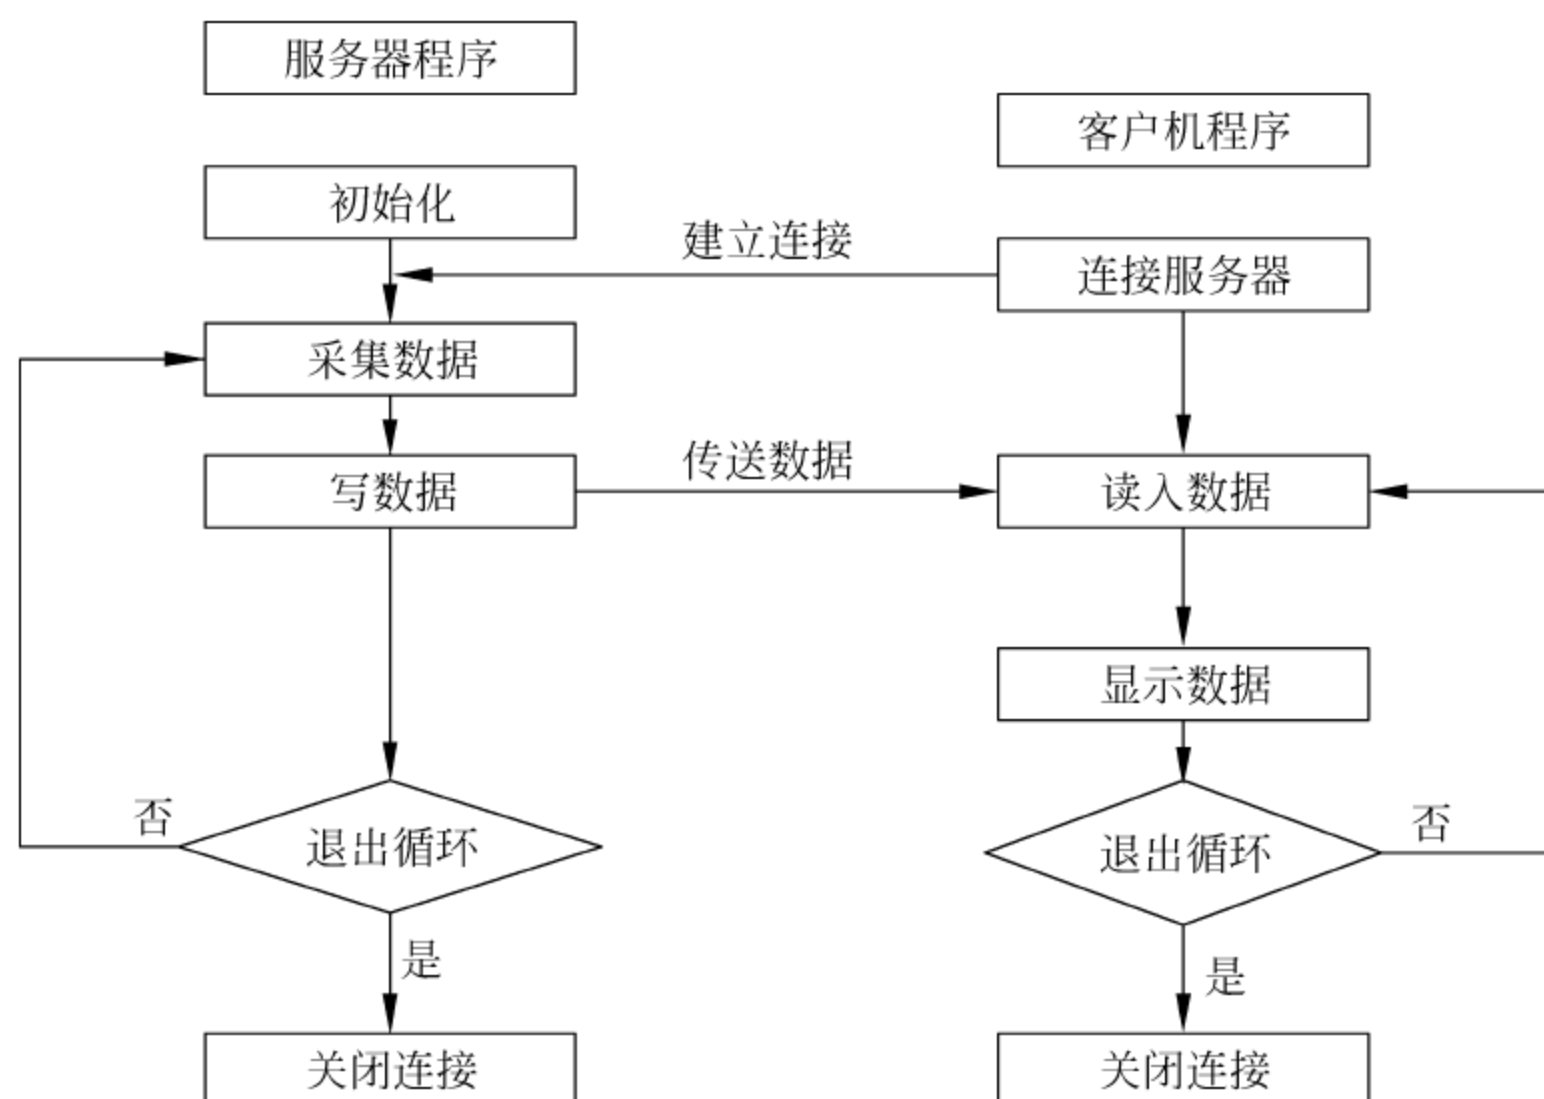 服务器程序
客户机程序
初始化
建立连接
连接服务器
采集数据
传送数据
写数据
读入数据
显示数据
否
退出循环
否
退出循环
是
是
关闭连接
关闭连接